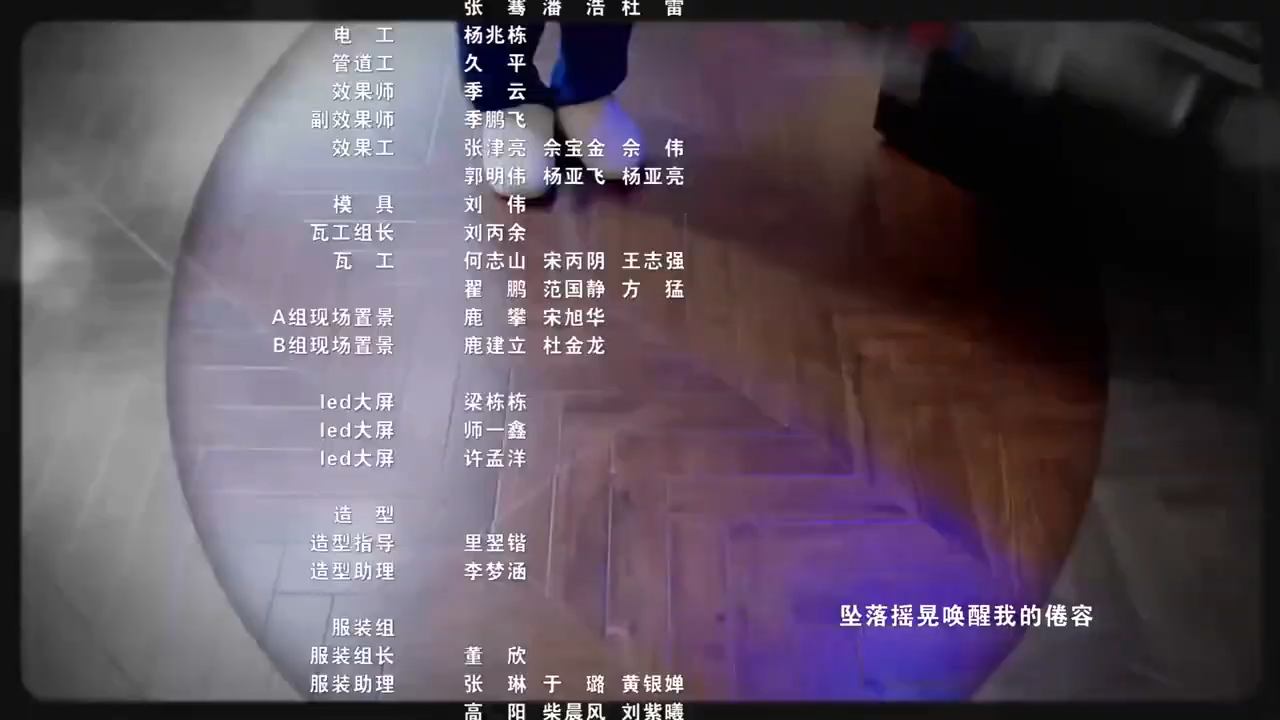 张 骞 潘 浩 杜 雷
电 工 杨兆栋
管道工 久 平
效果师 季 云
副效果师 季鹏飞
效果工 张津亮 佘宝金 佘 伟
郭明伟 杨亚飞 杨亚亮
模 具 刘 伟
瓦工组长 刘丙余
瓦 工 何志山 宋丙阴 王志强
翟 鹏 范国静 方 猛
A组现场置景 鹿 攀 宋旭华
B组现场置景 鹿建立 杜金龙
led大屏 梁栋栋
led大屏 师一鑫
led大屏 许孟洋
造 型
造型指导 里翌锴
造型助理 李梦涵
坠落摇晃唤醒我的倦容
服装组
服装组长 董 欣
服装助理 张 琳 于 璐 黄银婵
高 阳 柴晨风 刘紫曦